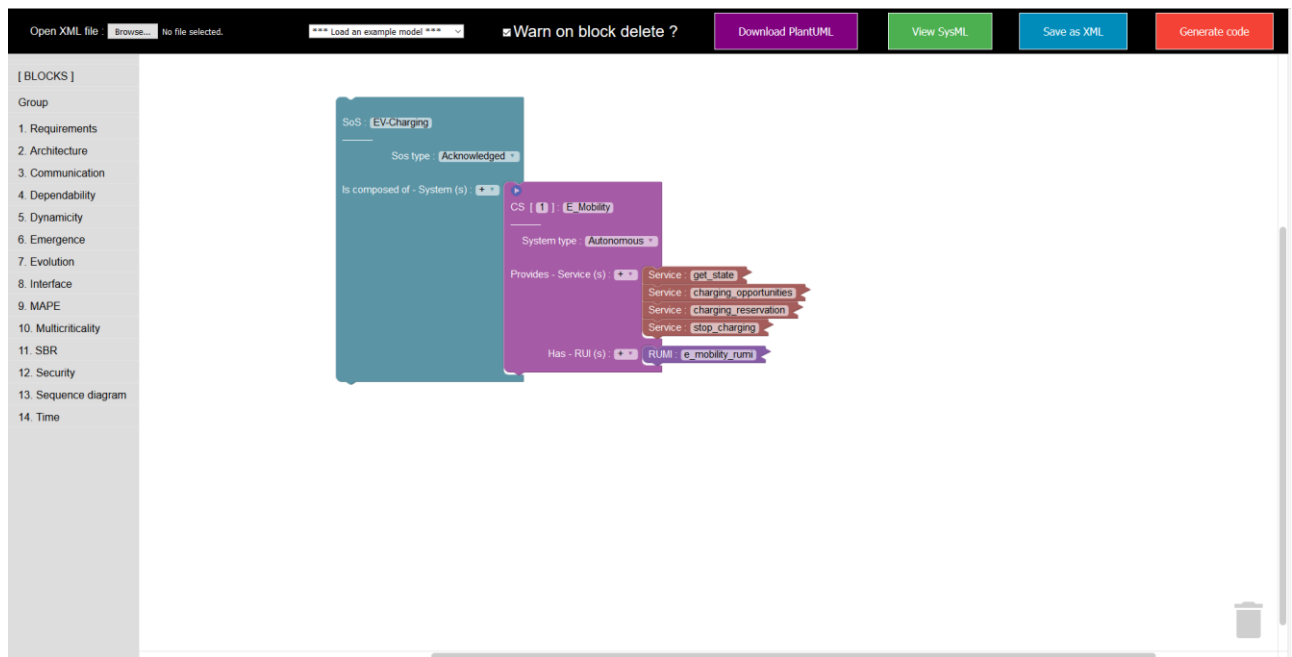 Open XML file : Browse... No file selected. *** Load an example model *** Warn on block delete ? Download PlantUML View SysML Save as XML Generate code
[ BLOCKS ]
Group
1. Requirements
2. Architecture
3. Communication
4. Dependability
5. Dynamicity
6. Emergence
7. Evolution
8. Interface
9. MAPE
10. Multicriticality
11. SBR
12. Security
13. Sequence diagram
14. Time
SoS : EV-Charging
Sos type : Acknowledged
Is composed of - System (s) : +
CS [ 1 ] : E_Mobility
System type : Autonomous
Provides - Service (s) : + Service : get_state
Service : charging_opportunities
Service : charging_reservation
Service : stop_charging
Has - RUI (s) : + RUMI : e_mobility_rumi